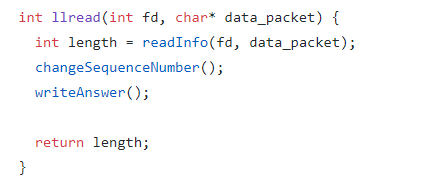 int llread(int fd, char* data_packet) {
  int length = readInfo(fd, data_packet);
  changeSequenceNumber();
  writeAnswer();

  return length;
}